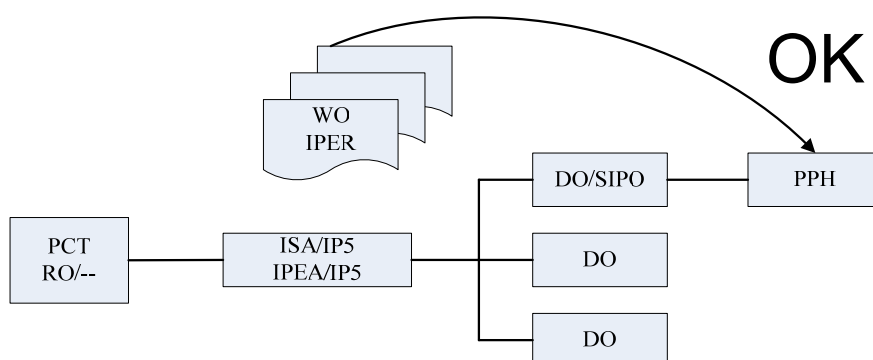 OK
WO
IPER
DO/SIPO
PPH
PCT
RO/--
ISA/IP5
IPEA/IP5
DO
DO